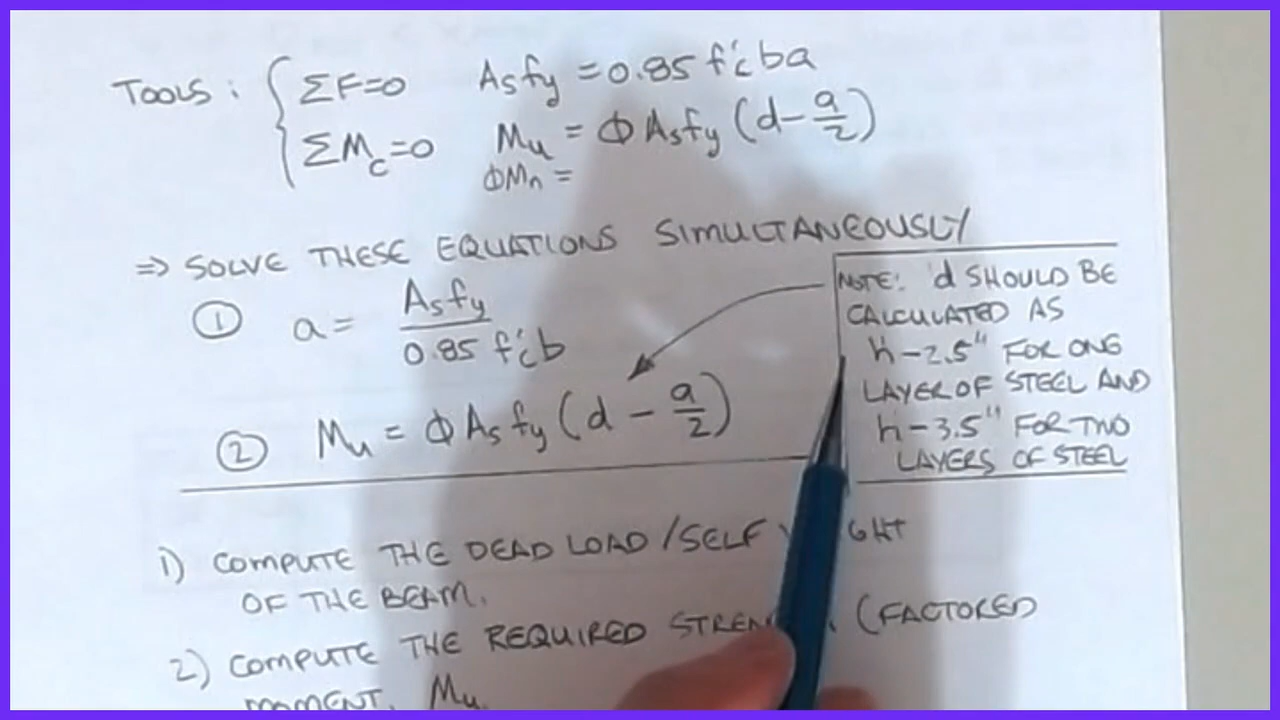 TOOLS : { ΣF=0 Asfy = 0.85 f'c ba
ΣMc=0 Mu = φ Asfy (d - a/2)
φMn =
⇒ SOLVE THESE EQUATIONS SIMULTANEOUSLY
① a = Asfy / 0.85 f'c b
② Mu = φ Asfy (d - a/2)
NOTE: 'd SHOULD BE
CALCULATED AS
h - 2.5" FOR ONE
LAYER OF STEEL AND
h - 3.5" FOR TWO
LAYERS OF STEEL
1) COMPUTE THE DEAD LOAD / SELF
OF THE BEAM.
2) COMPUTE THE REQUIRED (FACTORED
MOMENT, Mu.